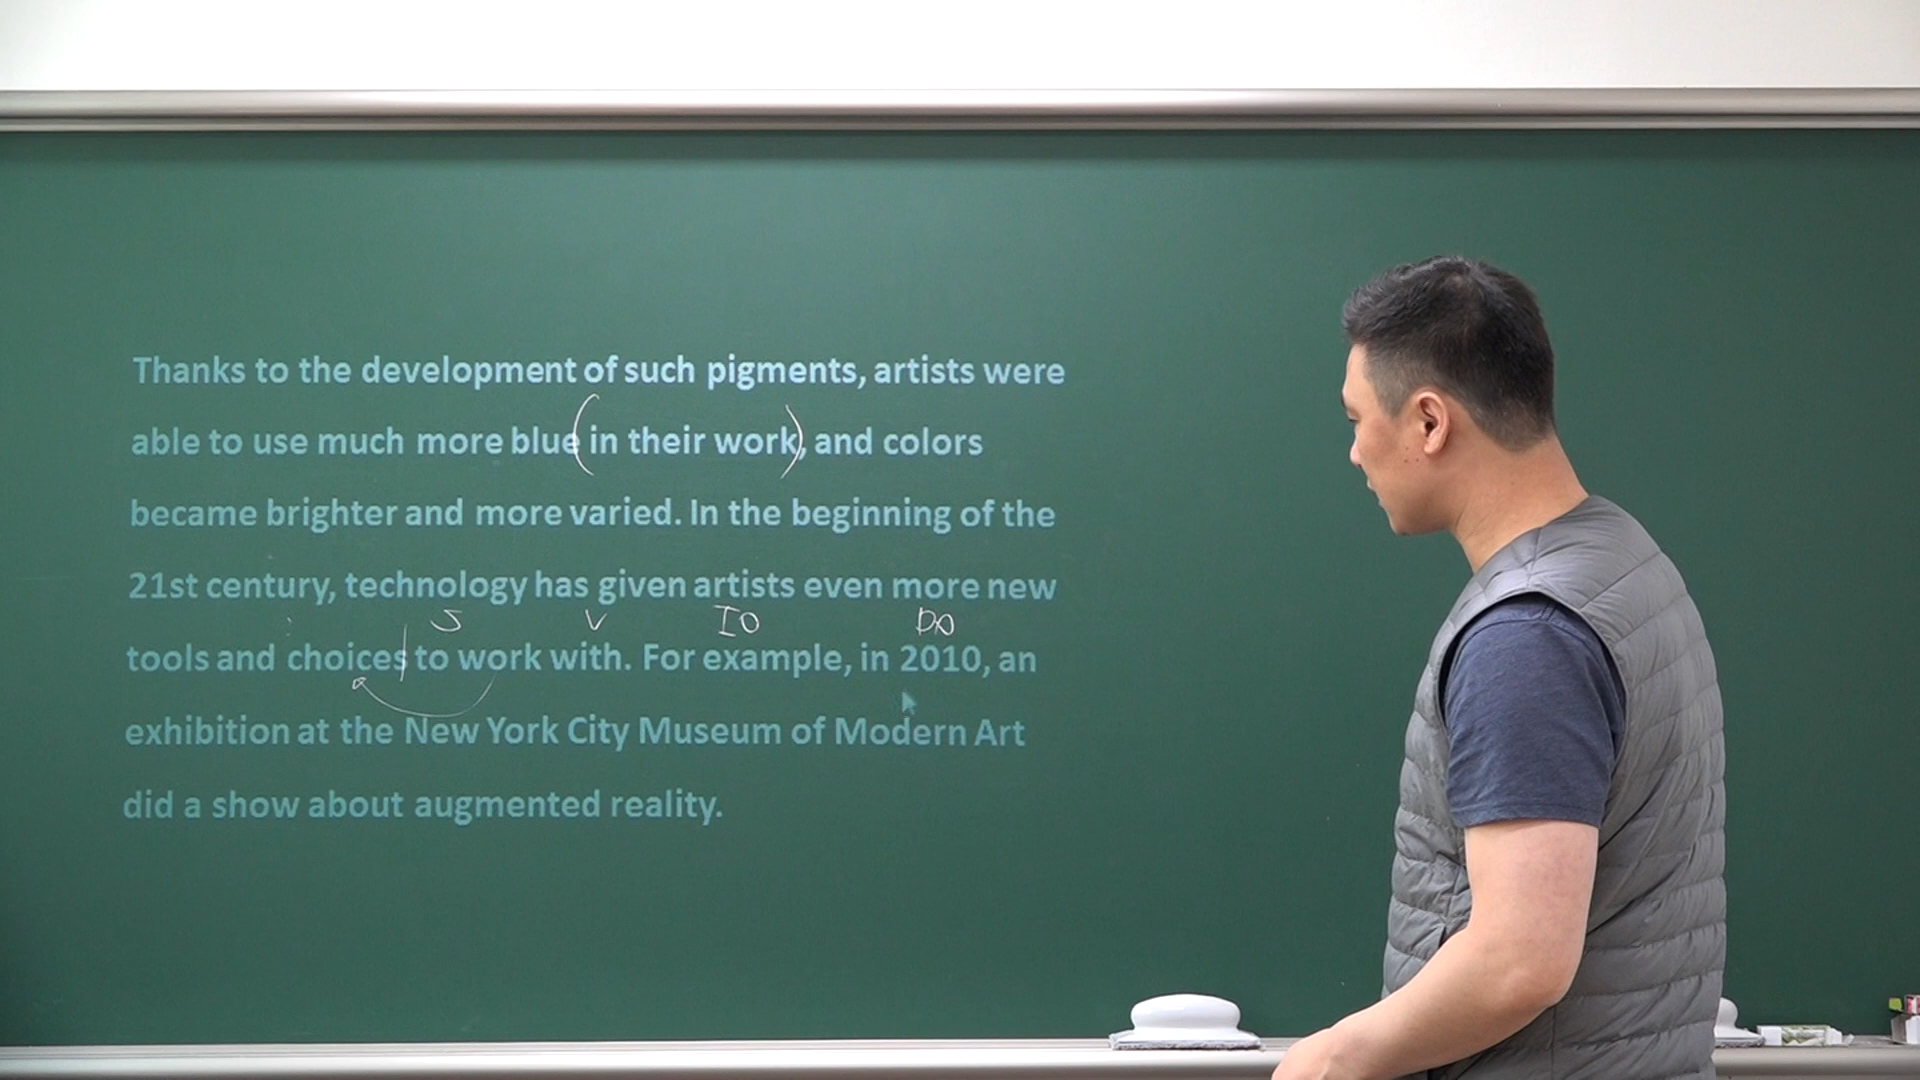 Thanks to the development of such pigments, artists were
able to use much more blue (in their work), and colors
became brighter and more varied. In the beginning of the
21st century, technology has given artists even more new
S V IO DO
tools and choices to work with. For example, in 2010, an
exhibition at the New York City Museum of Modern Art
did a show about augmented reality.